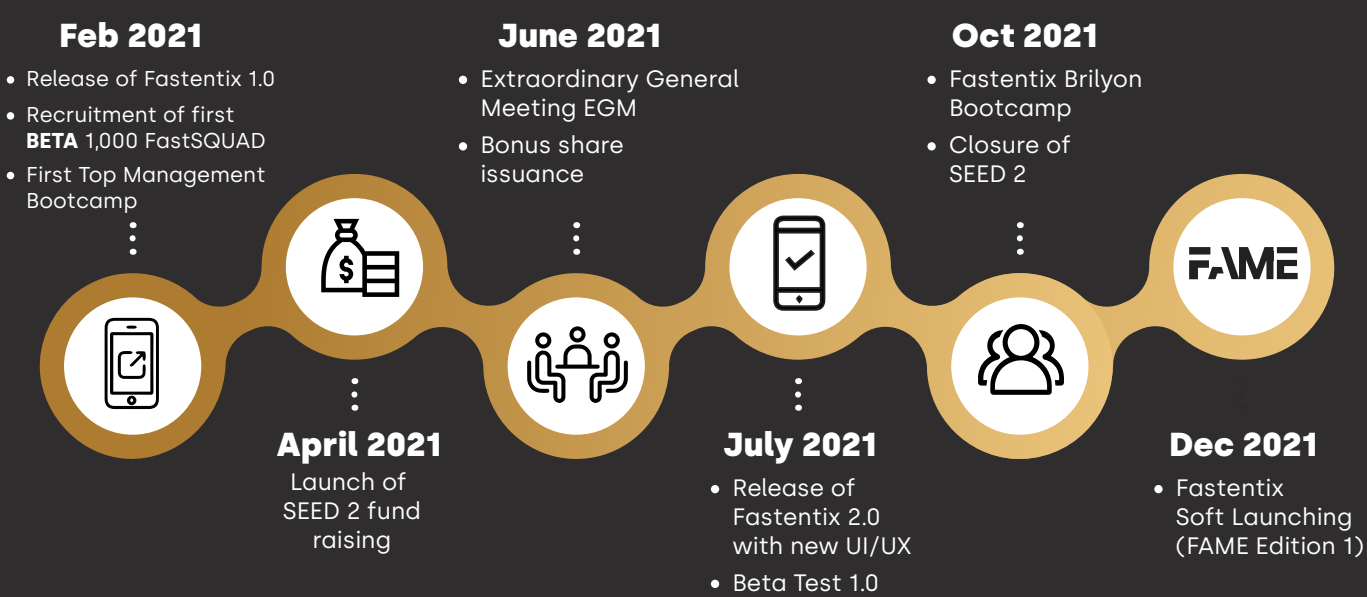 Feb 2021
• Release of Fastentix 1.0
• Recruitment of first
BETA 1,000 FastSQUAD
• First Top Management
Bootcamp
April 2021
Launch of
SEED 2 fund
raising
June 2021
• Extraordinary General
Meeting EGM
• Bonus share
issuance
July 2021
• Release of
Fastentix 2.0
with new UI/UX
• Beta Test 1.0
Oct 2021
• Fastentix Brilyon
Bootcamp
• Closure of
SEED 2
FAME
Dec 2021
• Fastentix
Soft Launching
(FAME Edition 1)
$